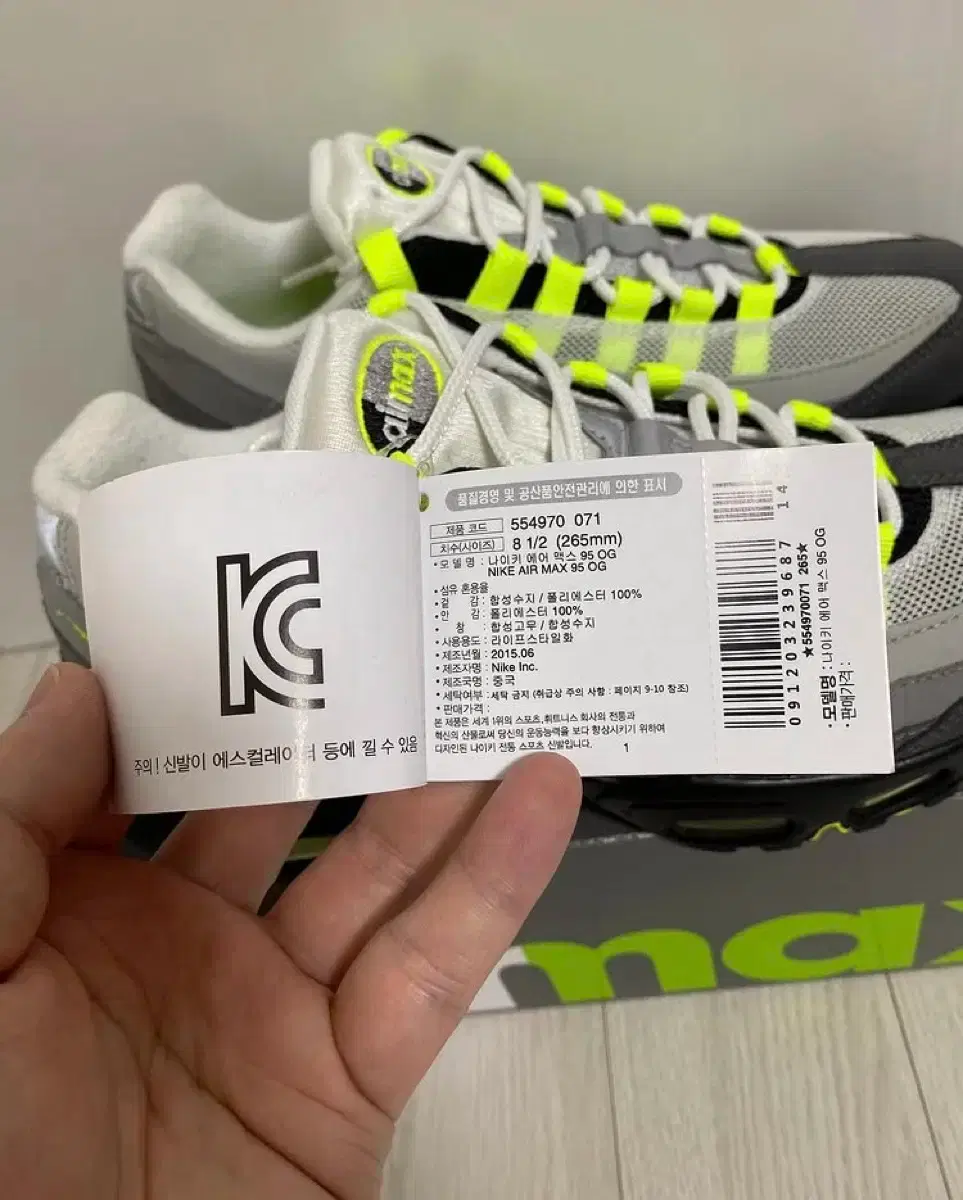 air
max
KC
주의! 신발이 에스컬레이터 등에 낄 수 있음
품질경영 및 공산품안전관리에 의한 표시
제품 코드 554970 071
치수(사이즈) 8 1/2 (265mm)
•모델명 : 나이키 에어 맥스 95 OG
NIKE AIR MAX 95 OG
•섬유 혼용율
•겉 감 : 합성수지 / 폴리에스터 100%
•안 감 : 폴리에스터 100%
•창 : 합성고무 / 합성수지
•사용용도 : 라이프스타일화
•제조년월 : 2015.06
•제조자명 : Nike Inc.
•제조국명 : 중국
•세탁여부 : 세탁 금지 (취급상 주의 사항 : 페이지 9-10 참조)
•판매가격 :
본 제품은 세계 1위의 스포츠,휘트니스 회사의 전통과
혁신의 산물로써 당신의 운동능력을 보다 향상시키기 위하여
디자인된 나이키 전통 스포츠 신발입니다.
1
14
091203239687
★554970071 265★
•모델명 : 나이키 에어 맥스 95 OG
•판매가격 :
max